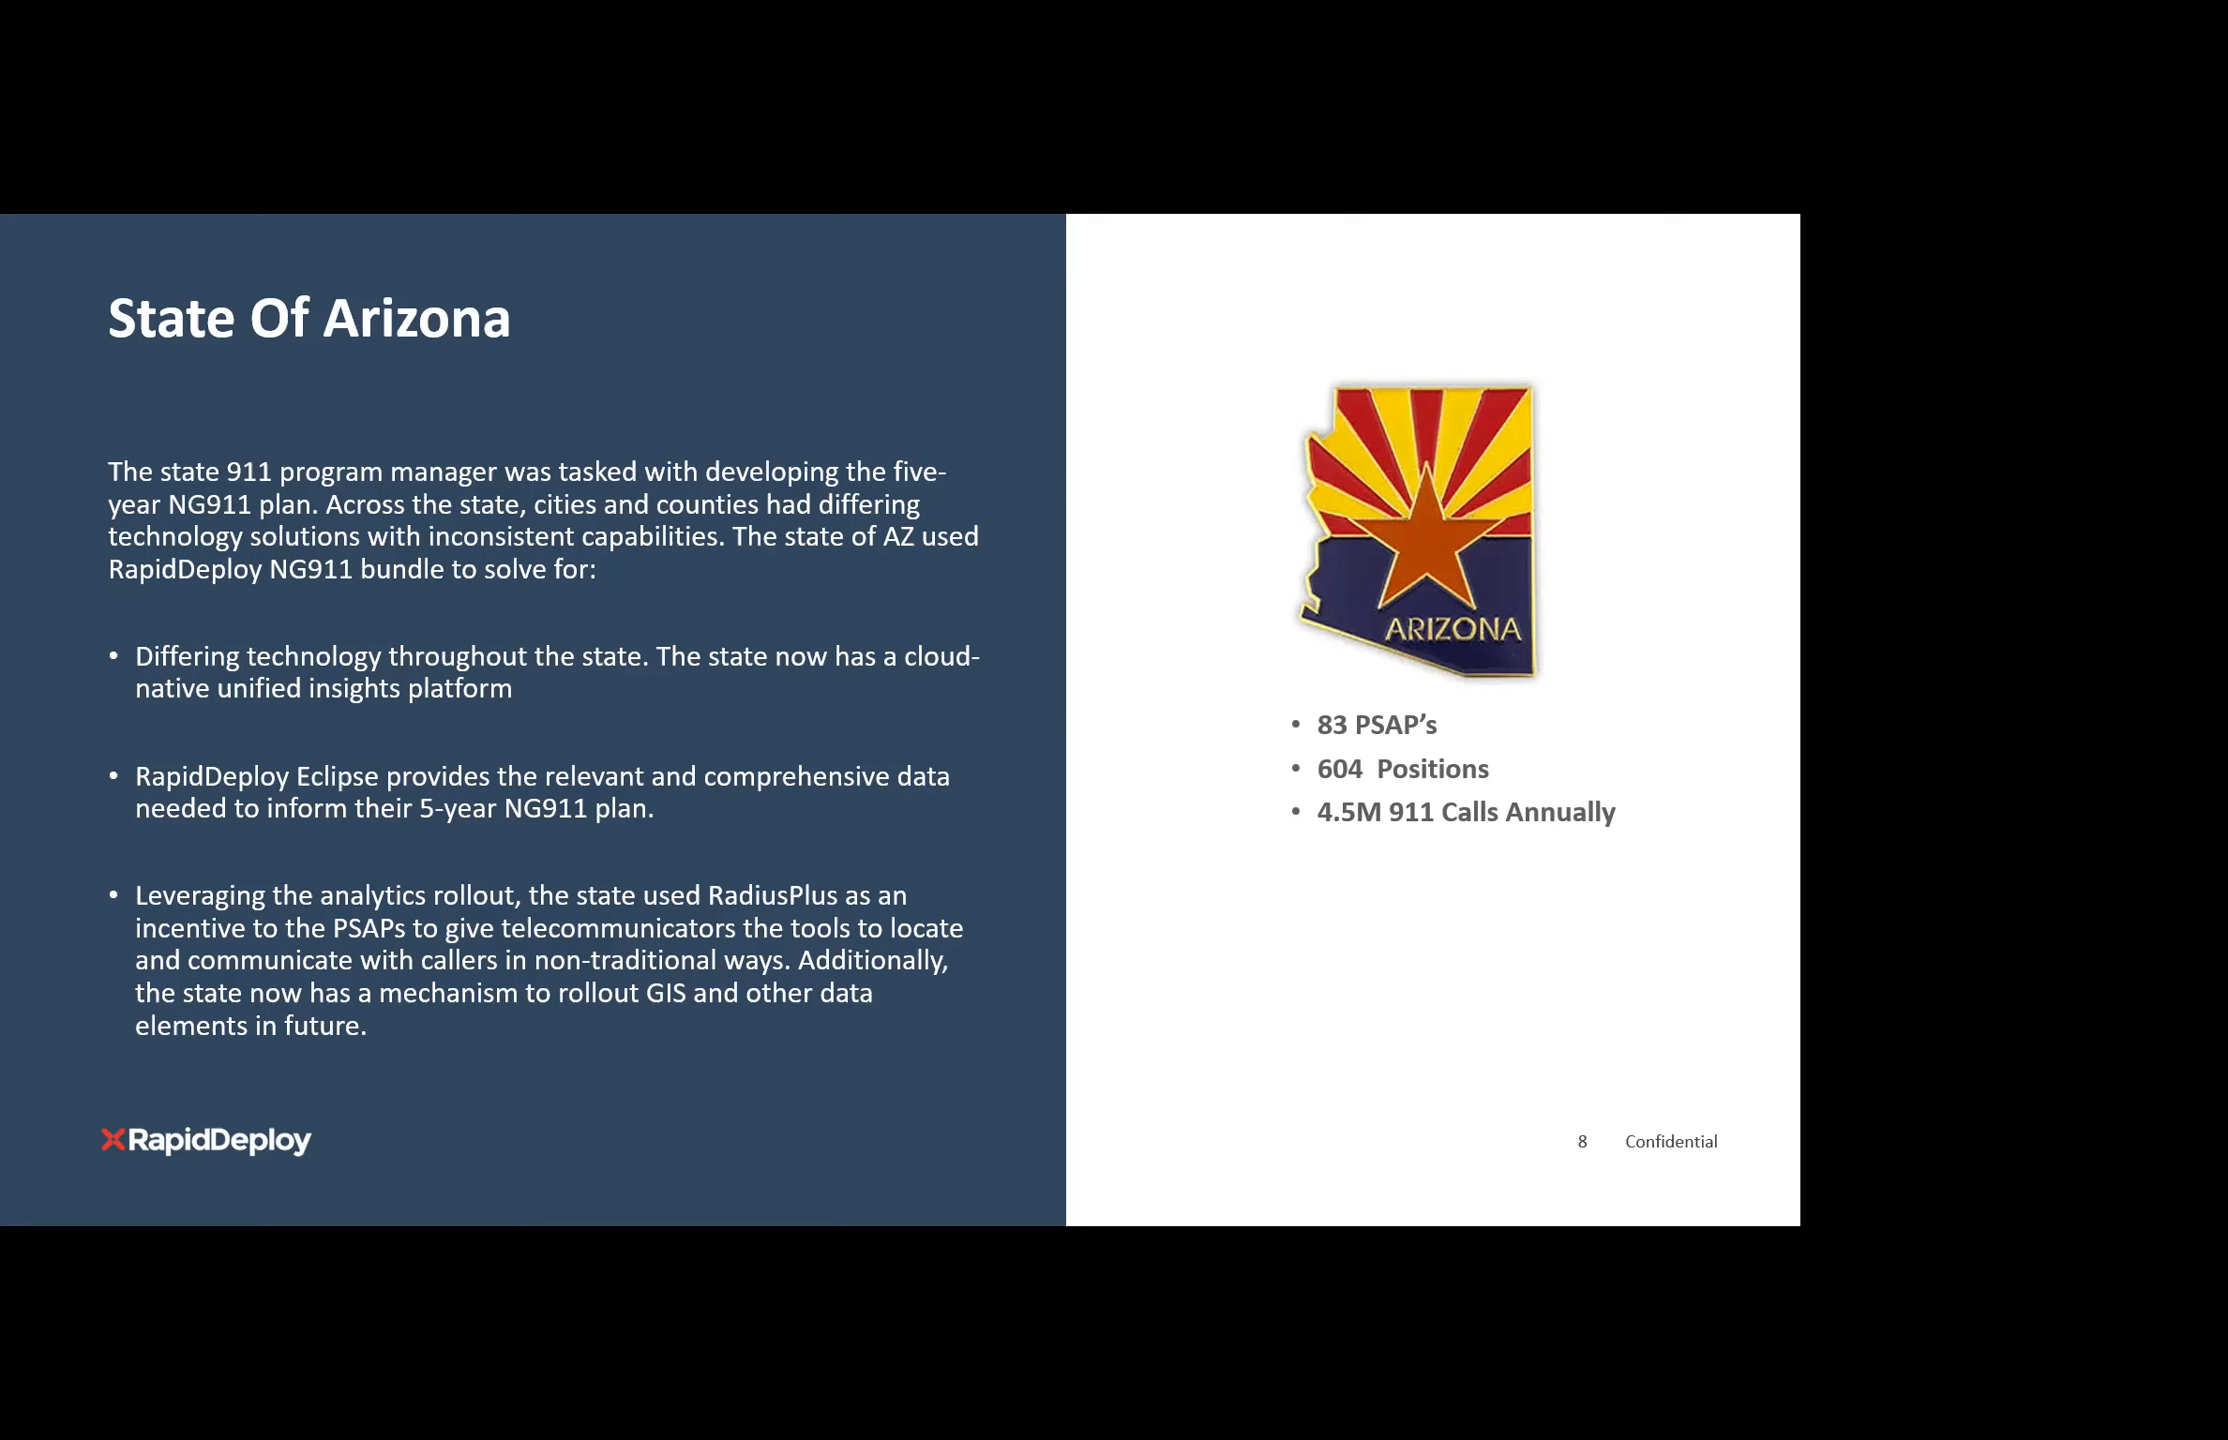 State Of Arizona
The state 911 program manager was tasked with developing the five-
year NG911 plan. Across the state, cities and counties had differing
technology solutions with inconsistent capabilities. The state of AZ used
RapidDeploy NG911 bundle to solve for:
• Differing technology throughout the state. The state now has a cloud-
native unified insights platform
• RapidDeploy Eclipse provides the relevant and comprehensive data
needed to inform their 5-year NG911 plan.
• Leveraging the analytics rollout, the state used RadiusPlus as an
incentive to the PSAPs to give telecommunicators the tools to locate
and communicate with callers in non-traditional ways. Additionally,
the state now has a mechanism to rollout GIS and other data
elements in future.
RapidDeploy
ARIZONA
• 83 PSAP’s
• 604  Positions
• 4.5M 911 Calls Annually
8 Confidential